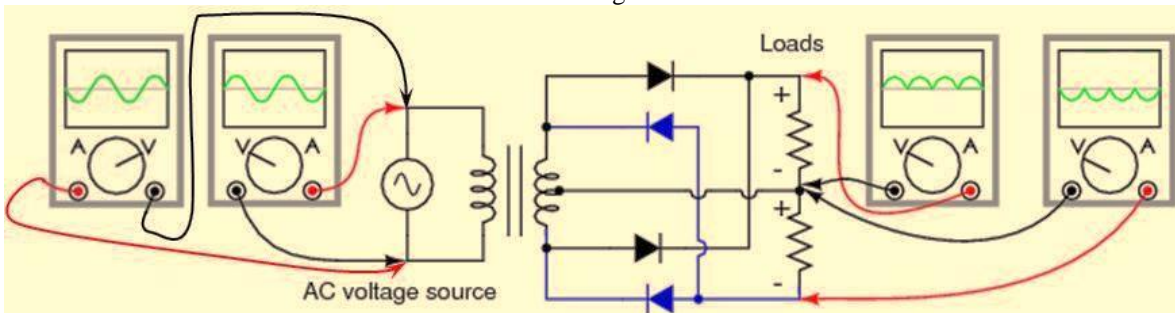 Loads
A V
V A
V A
V A
+
-
+
-
AC voltage source